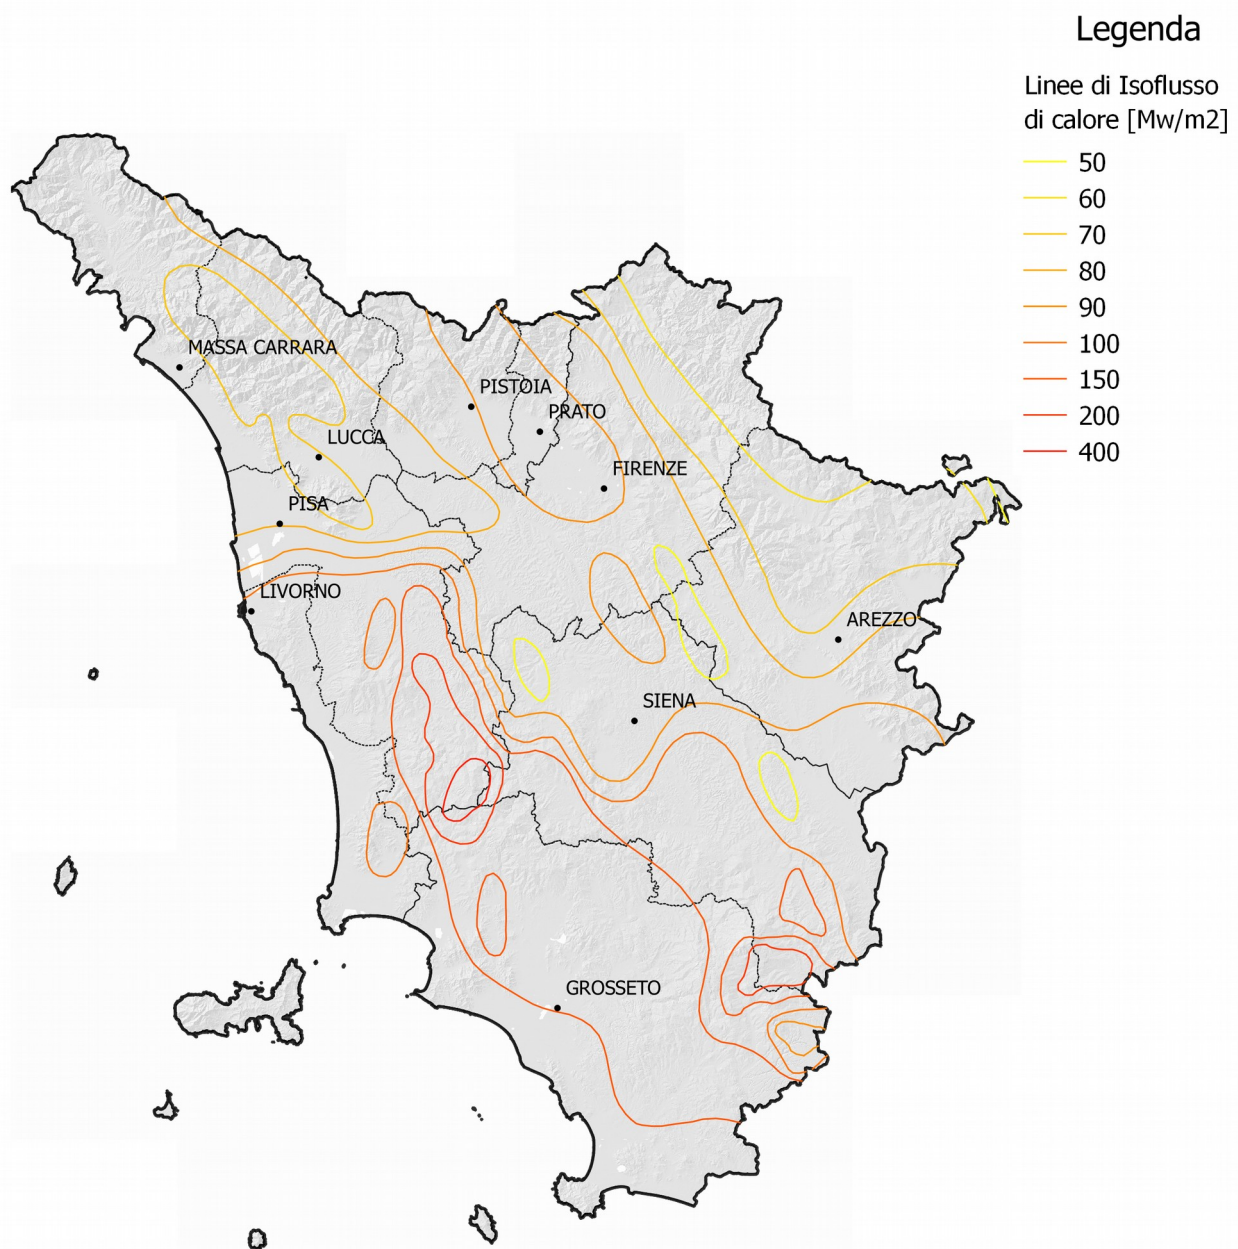 Legenda
Linee di Isoflusso
di calore [Mw/m2]
50
60
70
80
90
100
150
200
400
MASSA CARRARA
PISTOIA
PRATO
LUCCA
FIRENZE
PISA
LIVORNO
AREZZO
SIENA
GROSSETO